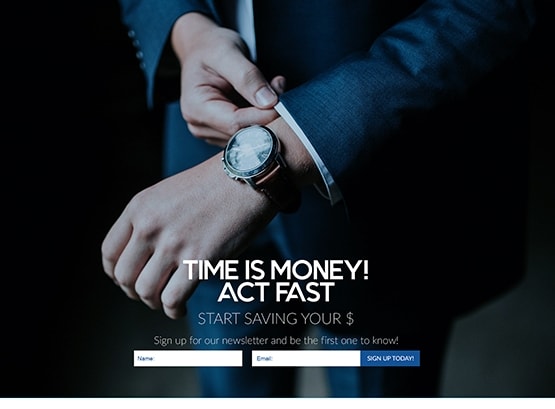 TIME IS MONEY!
ACT FAST
START SAVING YOUR $
Sign up for our newsletter and be the first one to know!
Name: Email: SIGN UP TODAY!